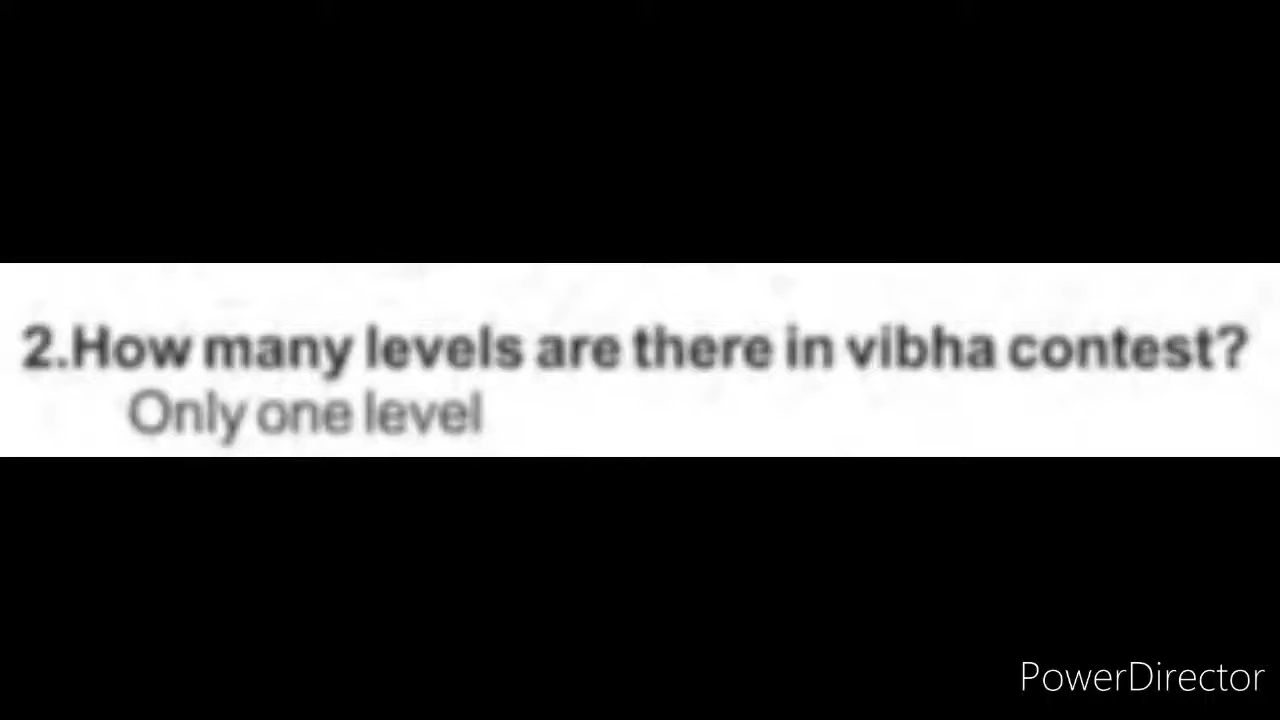 2.How many levels are there in vibha contest?
Only one level
PowerDirector